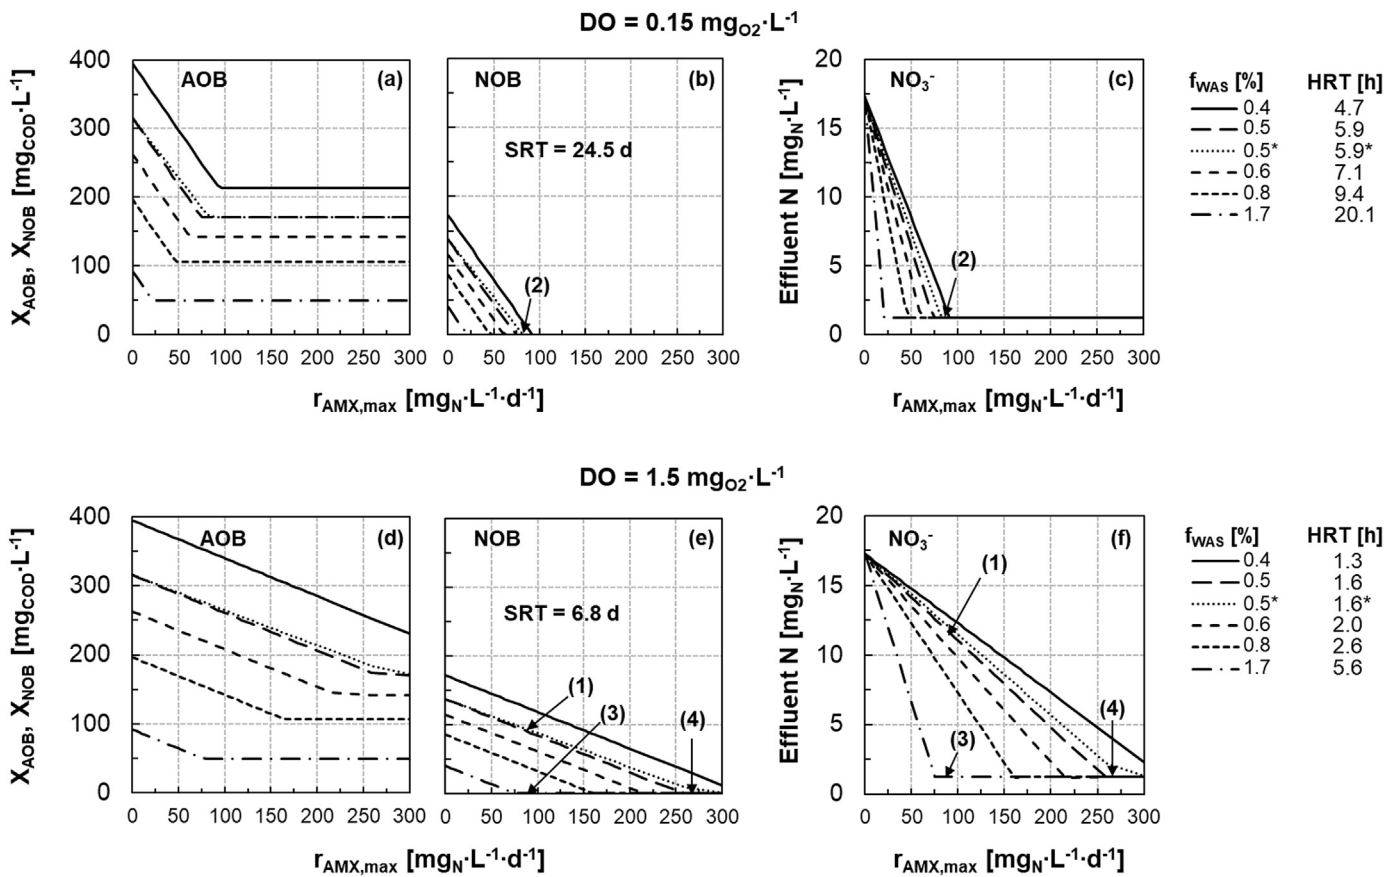 DO = 0.15 mgO2·L-1
XAOB, XNOB [mgCOD·L-1]
400
300
200
100
0
AOB (a)
0 50 100 150 200 250 300
NOB (b)
SRT = 24.5 d
(2)
0 50 100 150 200 250 300
rAMX,max [mgN·L-1·d-1]
Effluent N [mgN·L-1]
20
15
10
5
0
NO3- (c)
(2)
0 50 100 150 200 250 300
rAMX,max [mgN·L-1·d-1]
fWAS [%] HRT [h]
0.4 4.7
0.5 5.9
0.5* 5.9*
0.6 7.1
0.8 9.4
1.7 20.1
DO = 1.5 mgO2·L-1
XAOB, XNOB [mgCOD·L-1]
400
300
200
100
0
AOB (d)
0 50 100 150 200 250 300
NOB (e)
SRT = 6.8 d
(1)
(3)
(4)
0 50 100 150 200 250 300
rAMX,max [mgN·L-1·d-1]
Effluent N [mgN·L-1]
20
15
10
5
0
NO3- (f)
(1)
(4)
(3)
0 50 100 150 200 250 300
rAMX,max [mgN·L-1·d-1]
fWAS [%] HRT [h]
0.4 1.3
0.5 1.6
0.5* 1.6*
0.6 2.0
0.8 2.6
1.7 5.6